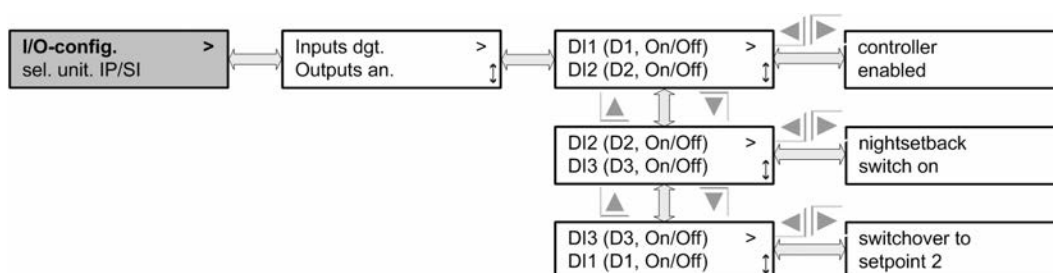 I/O-config. >
sel. unit. IP/SI
Inputs dgt. >
Outputs an.
DI1 (D1, On/Off) >
DI2 (D2, On/Off)
controller
enabled
DI2 (D2, On/Off) >
DI3 (D3, On/Off)
nightsetback
switch on
DI3 (D3, On/Off) >
DI1 (D1, On/Off)
switchover to
setpoint 2